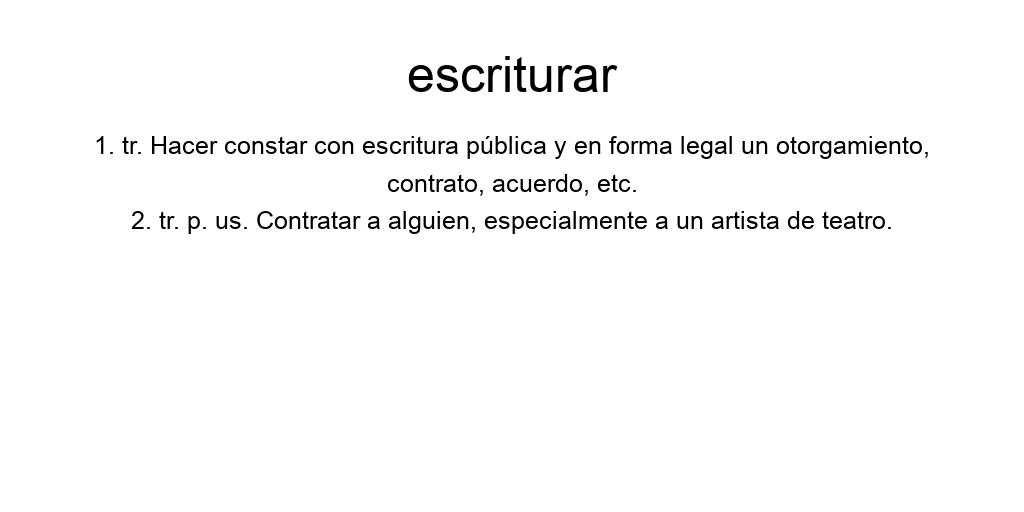 escriturar
1. tr. Hacer constar con escritura pública y en forma legal un otorgamiento,
contrato, acuerdo, etc.
2. tr. p. us. Contratar a alguien, especialmente a un artista de teatro.